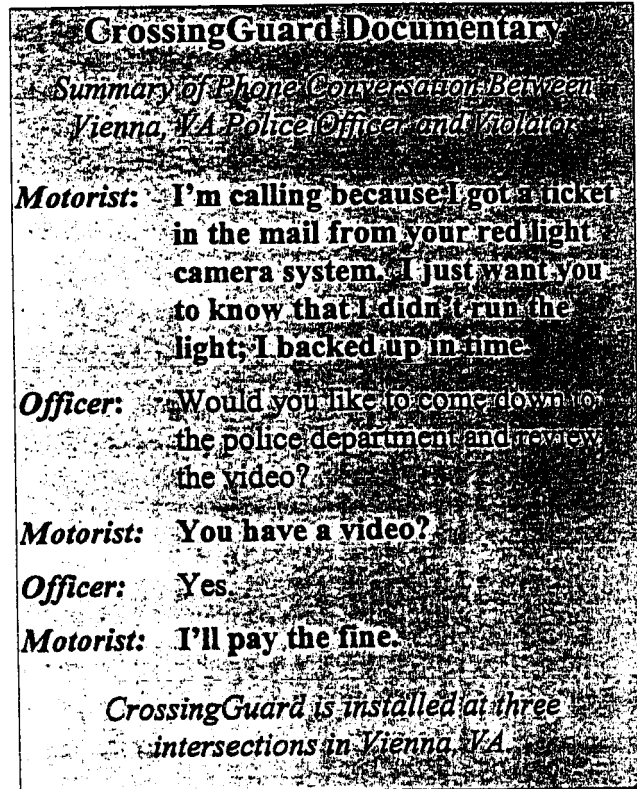 CrossingGuard Documentary
Summary of Phone Conversation Between
Vienna, VA Police Officer and Violator
Motorist: I'm calling because I got a ticket
in the mail from your red light
camera system. I just want you
to know that I didn't run the
light; I backed up in time.
Officer: Would you like to come down to
the police department and review
the video?
Motorist: You have a video?
Officer: Yes.
Motorist: I'll pay the fine.
CrossingGuard is installed at three
intersections in Vienna, VA.